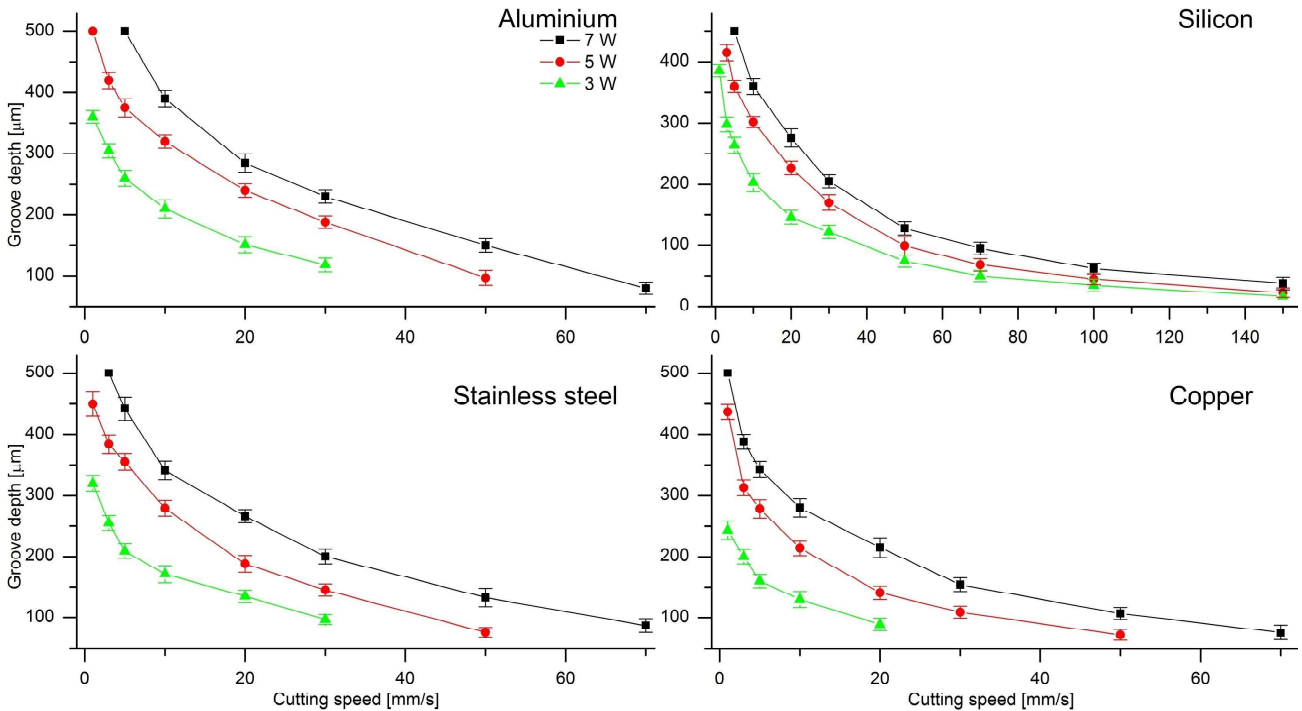 Aluminium
7 W
5 W
3 W
500
400
300
200
100
0 20 40 60
Groove depth [μm]
Silicon
400
300
200
100
0
0 20 40 60 80 100 120 140
Stainless steel
500
400
300
200
100
0 20 40 60
Groove depth [μm]
Cutting speed [mm/s]
Copper
500
400
300
200
100
0 20 40 60
Cutting speed [mm/s]